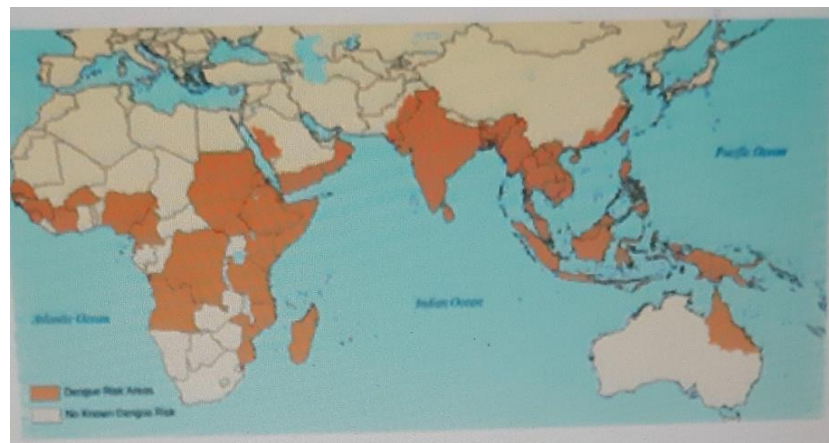 Pacific Ocean
Indian Ocean
Atlantic Ocean
Dengue Risk Areas
No Known Dengue Risk